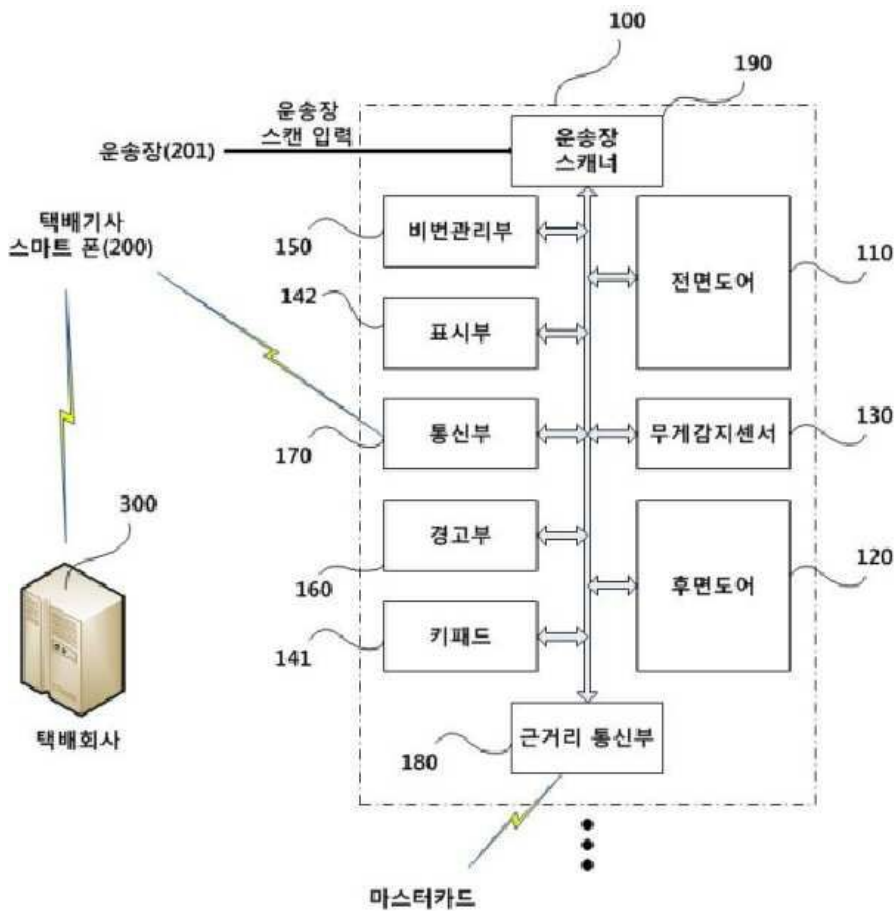 100
190
운송장
스캔 입력
운송장(201)
운송장
스캐너
택배기사
스마트 폰(200)
150
비번관리부
110
전면도어
142
표시부
170
통신부
130
무게감지센서
300
160
경고부
120
후면도어
141
키패드
택배회사
180
근거리 통신부
마스터카드